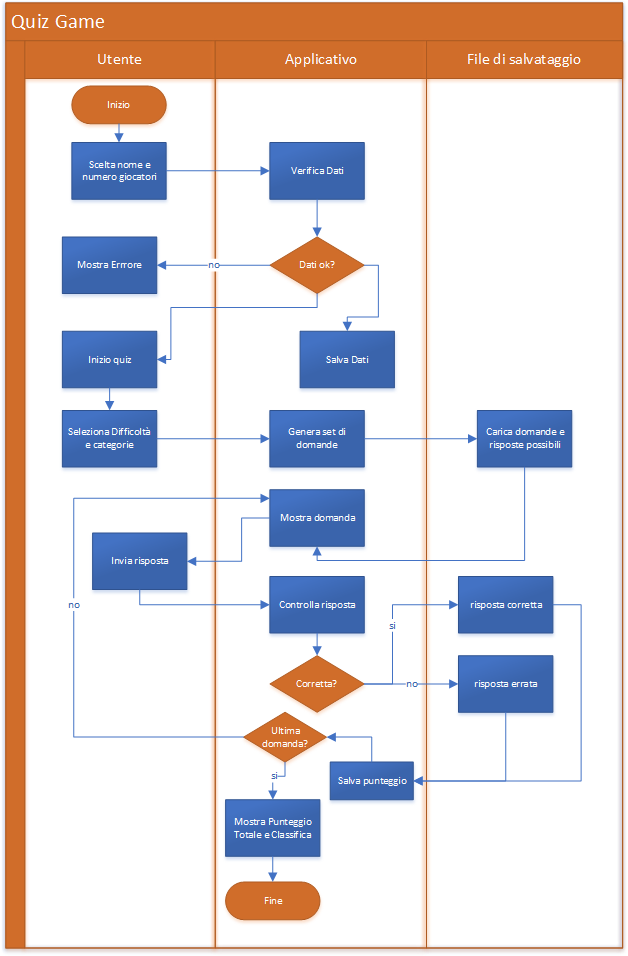 Quiz Game
Utente
Applicativo
File di salvataggio
Inizio
Scelta nome e
numero giocatori
Verifica Dati
Mostra Errrore
no
Dati ok?
Inizio quiz
Salva Dati
Seleziona Difficoltà
e categorie
Genera set di
domande
Carica domande e
risposte possibili
Mostra domanda
Invia risposta
no
Controlla risposta
si
risposta corretta
Corretta?
no
risposta errata
Ultima
domanda?
si
Salva punteggio
Mostra Punteggio
Totale e Classifica
Fine